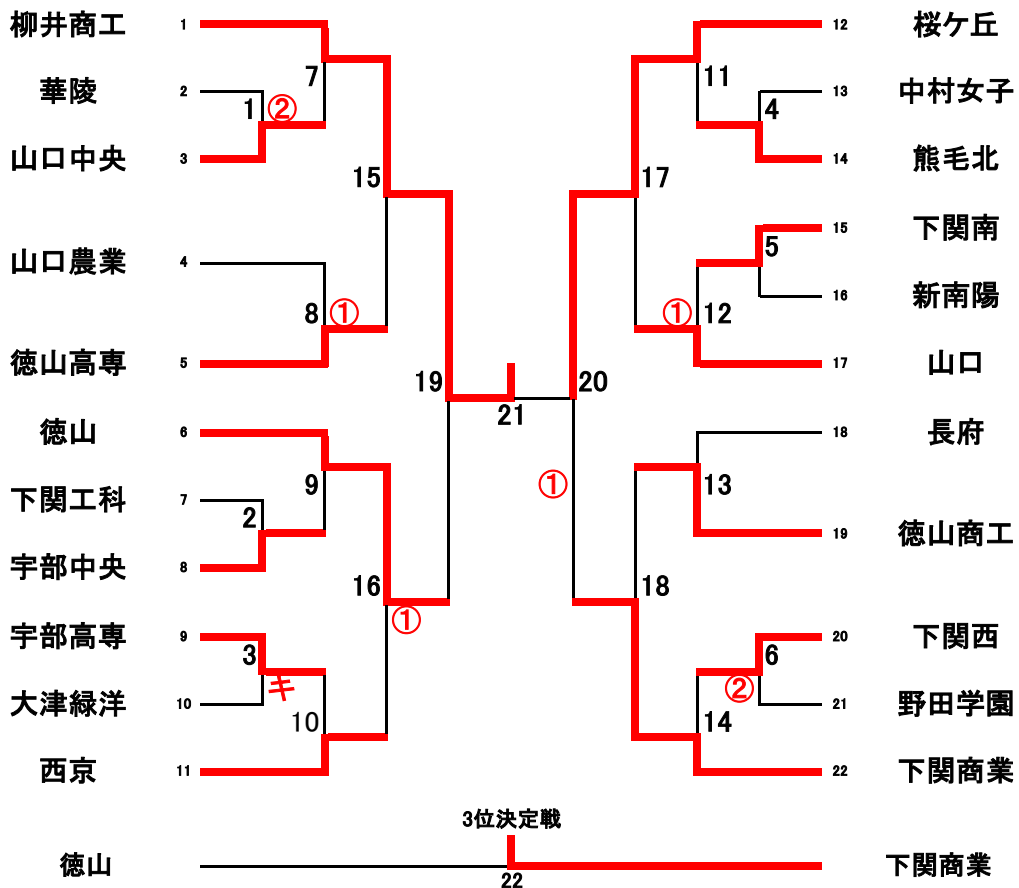 柳井商工 1 12 桜ケ丘
7 11
華陵 2 13 中村女子
1 ② 4
山口中央 3 14 熊毛北
15 17
15 下関南
5
山口農業 4
16 新南陽
8 ① ① 12
徳山高専 5 17 山口
19 20
21
徳山 6 18 長府
9 ① 13
下関工科 7
2 19 徳山商工
宇部中央 8
16 18
①
宇部高専 9 20 下関西
3 キ ② 6
大津緑洋 10 21 野田学園
10 14
西京 11 22 下関商業
3位決定戦
徳山 下関商業
22